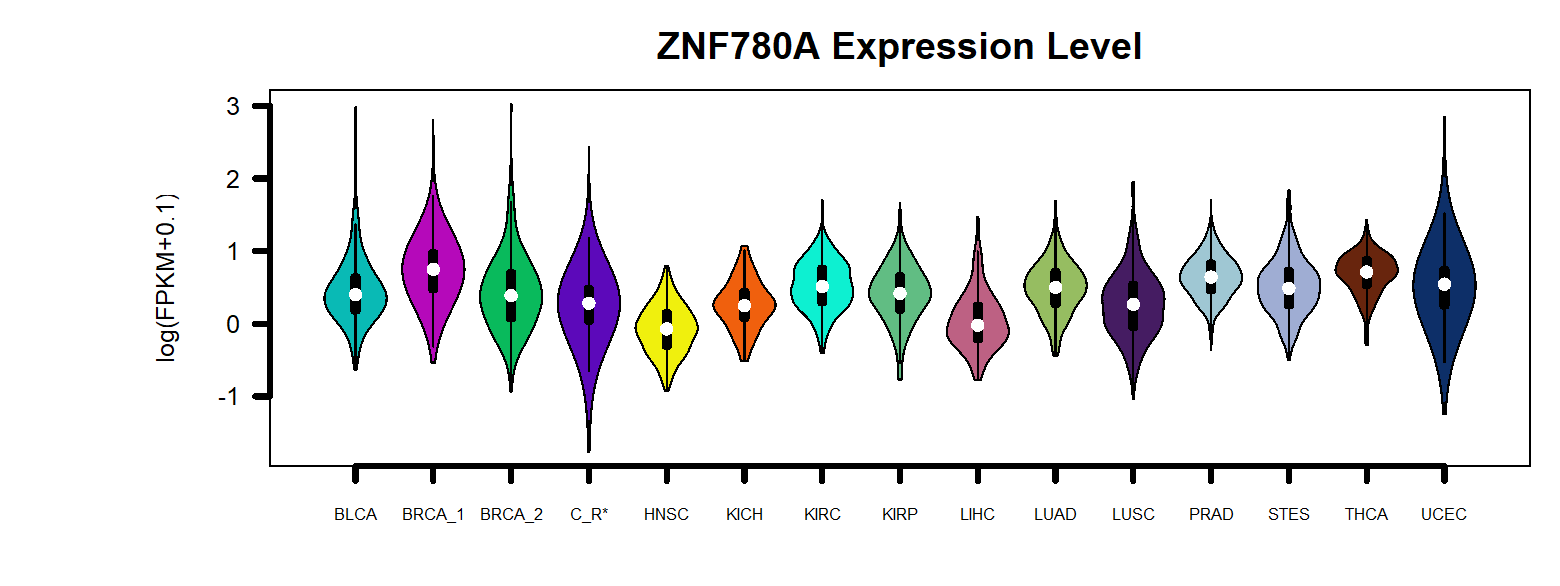 ZNF780A Expression Level
log(FPKM+0.1)
3
2
1
0
-1
BLCA BRCA_1 BRCA_2 C_R* HNSC KICH KIRC KIRP LIHC LUAD LUSC PRAD STES THCA UCEC